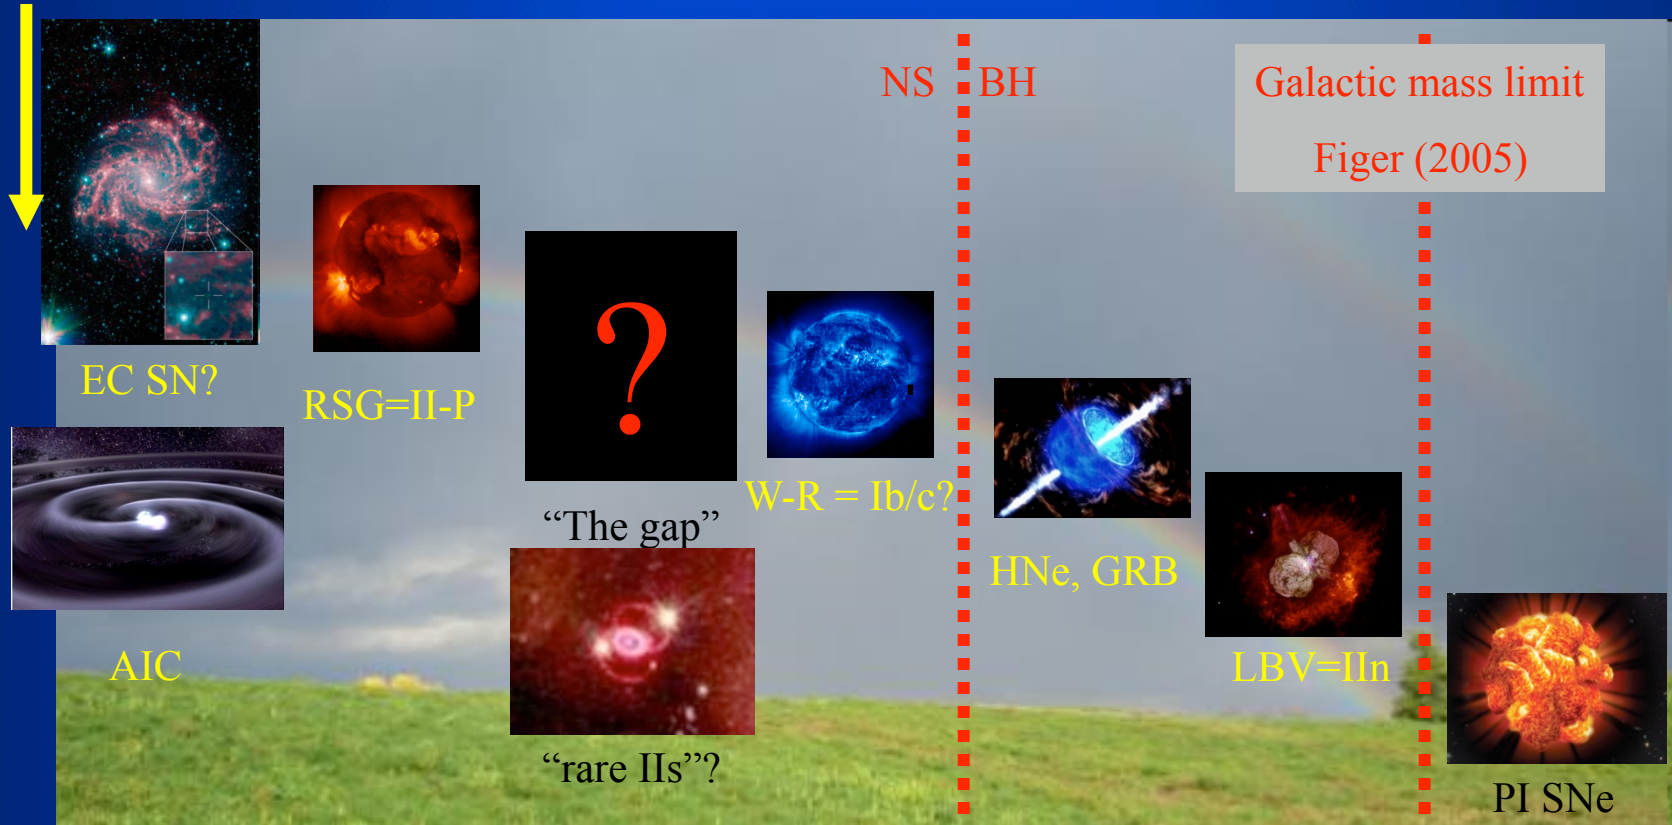 NS
BH
Galactic mass limit
Figer (2005)
EC SN?
RSG=II-P
?
“The gap”
W-R = Ib/c?
HNe, GRB
AIC
“rare IIs”?
LBV=IIn
PI SNe